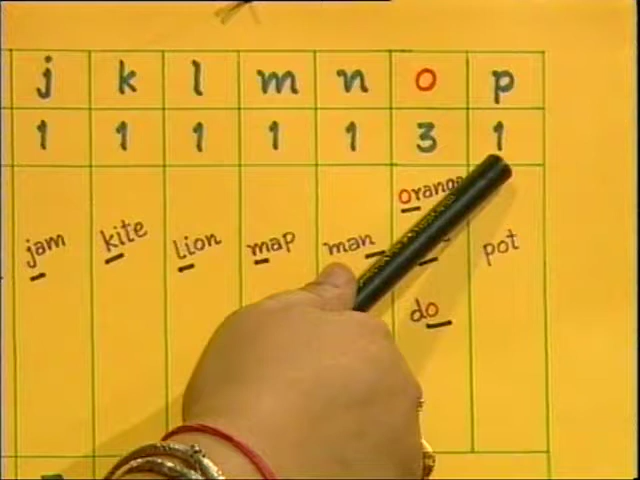 j k l m n o p
1 1 1 1 1 3 1
orange
jam kite lion map man pot
do